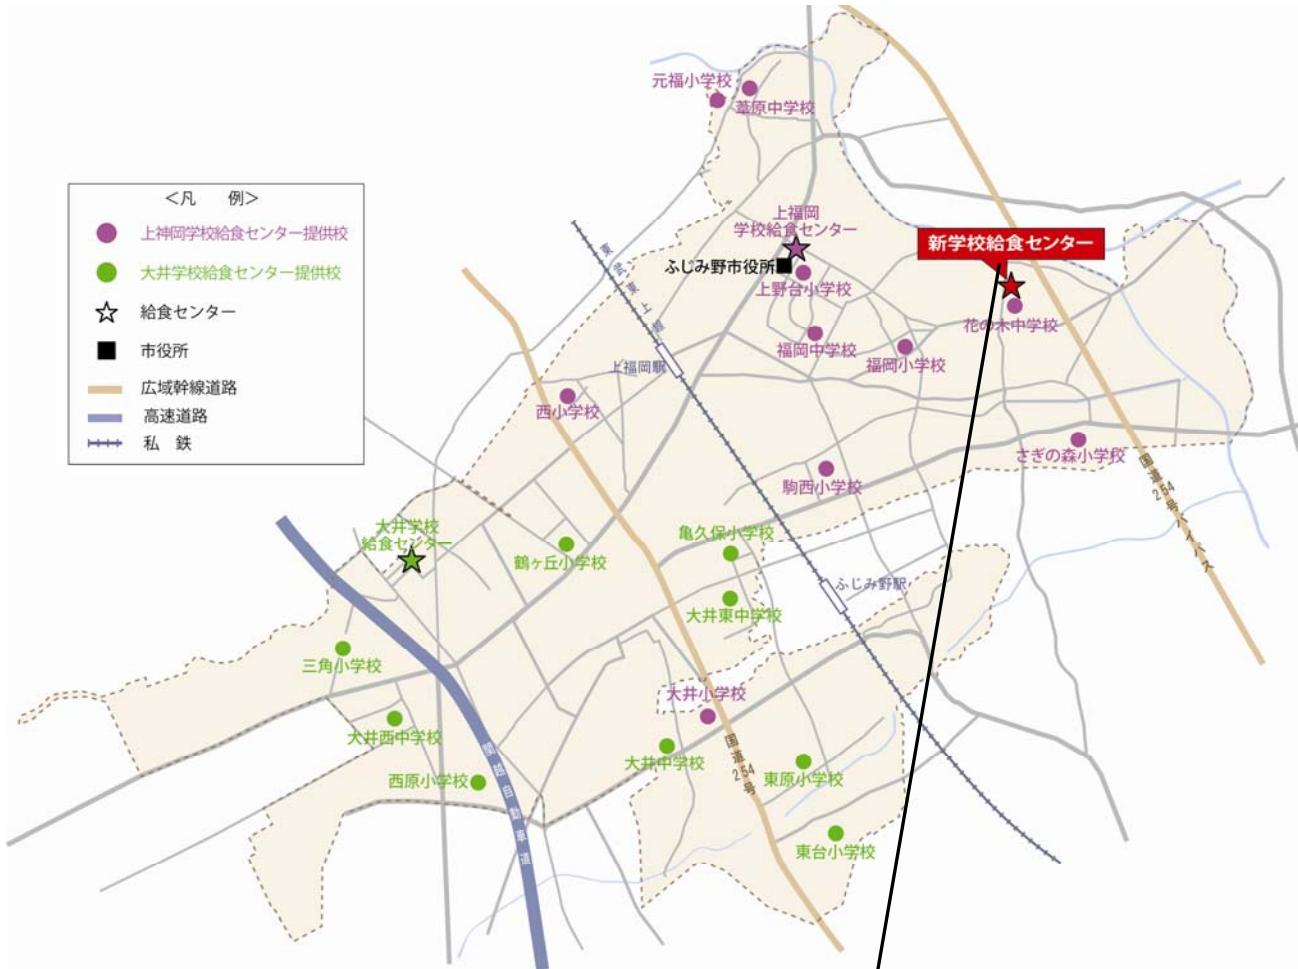 元福小学校
葦原中学校
＜凡　例＞
上神岡学校給食センター提供校
大井学校給食センター提供校
給食センター
市役所
広域幹線道路
高速道路
私　鉄
上福岡
学校給食センター
ふじみ野市役所
上野台小学校
新学校給食センター
花の木中学校
東武東上線
福岡中学校
福岡小学校
上福岡駅
西小学校
さぎの森小学校
駒西小学校
国道254号バイパス
大井学校
給食センター
鶴ヶ丘小学校
亀久保小学校
ふじみ野駅
大井東中学校
三角小学校
大井小学校
大井西中学校
国道254号
大井中学校
東原小学校
西原小学校
関越自動車道
東台小学校